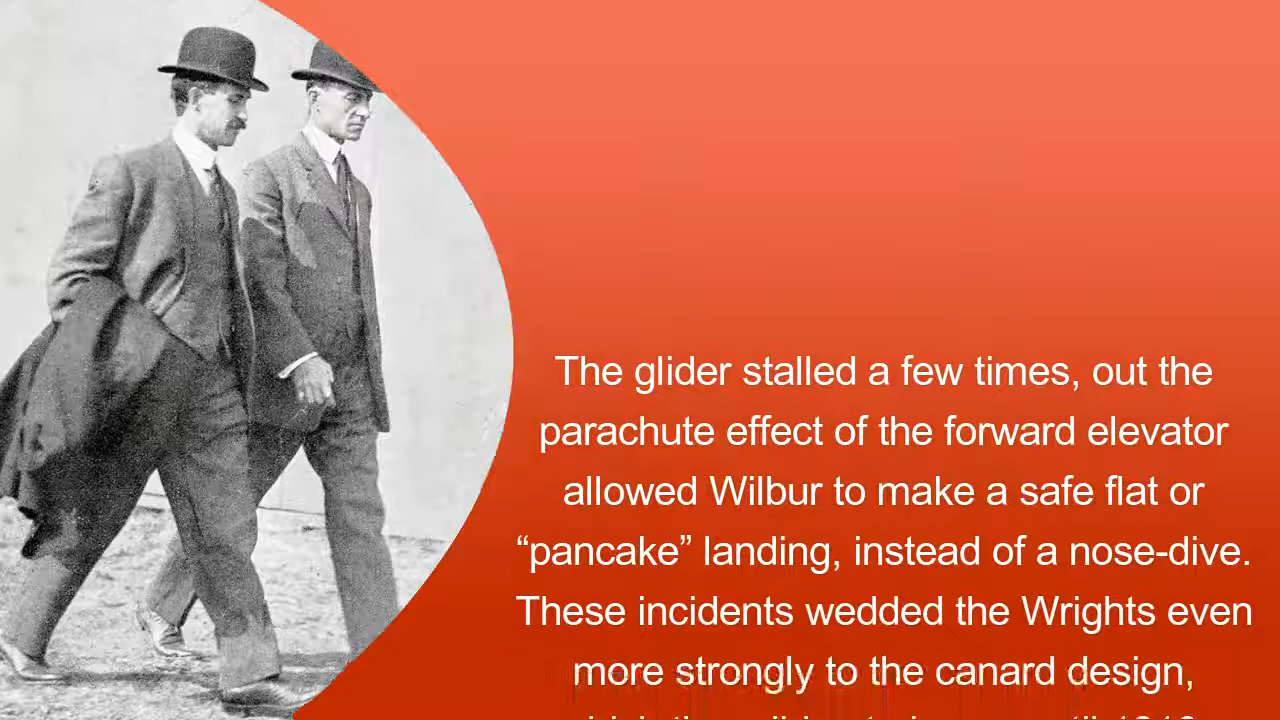 The glider stalled a few times, out the
parachute effect of the forward elevator
allowed Wilbur to make a safe flat or
“pancake” landing, instead of a nose-dive.
These incidents wedded the Wrights even
more strongly to the canard design,